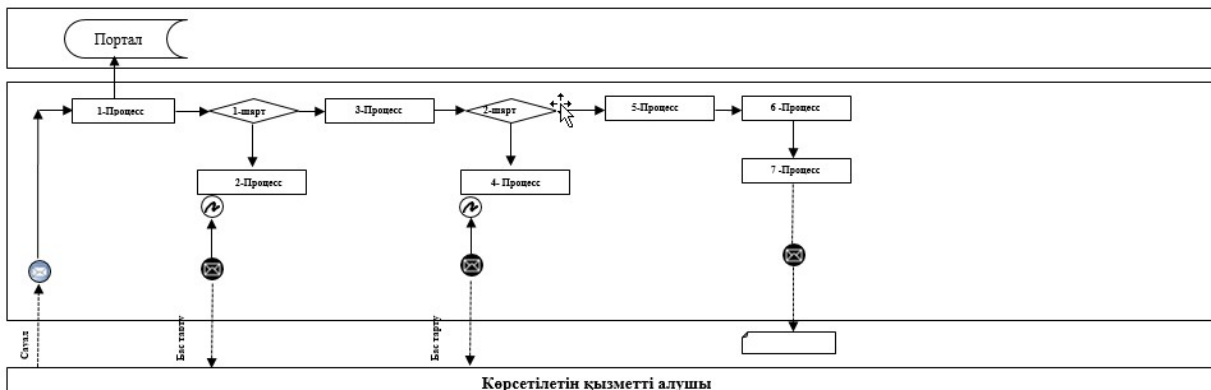 Портал
1-Процесс
1-шарт
3-Процесс
2-шарт
5-Процесс
6 -Процесс
2-Процесс
4- Процесс
7 -Процесс
Сауал
Бас тарту
Бас тарту
Көрсетілетін қызметті алушы